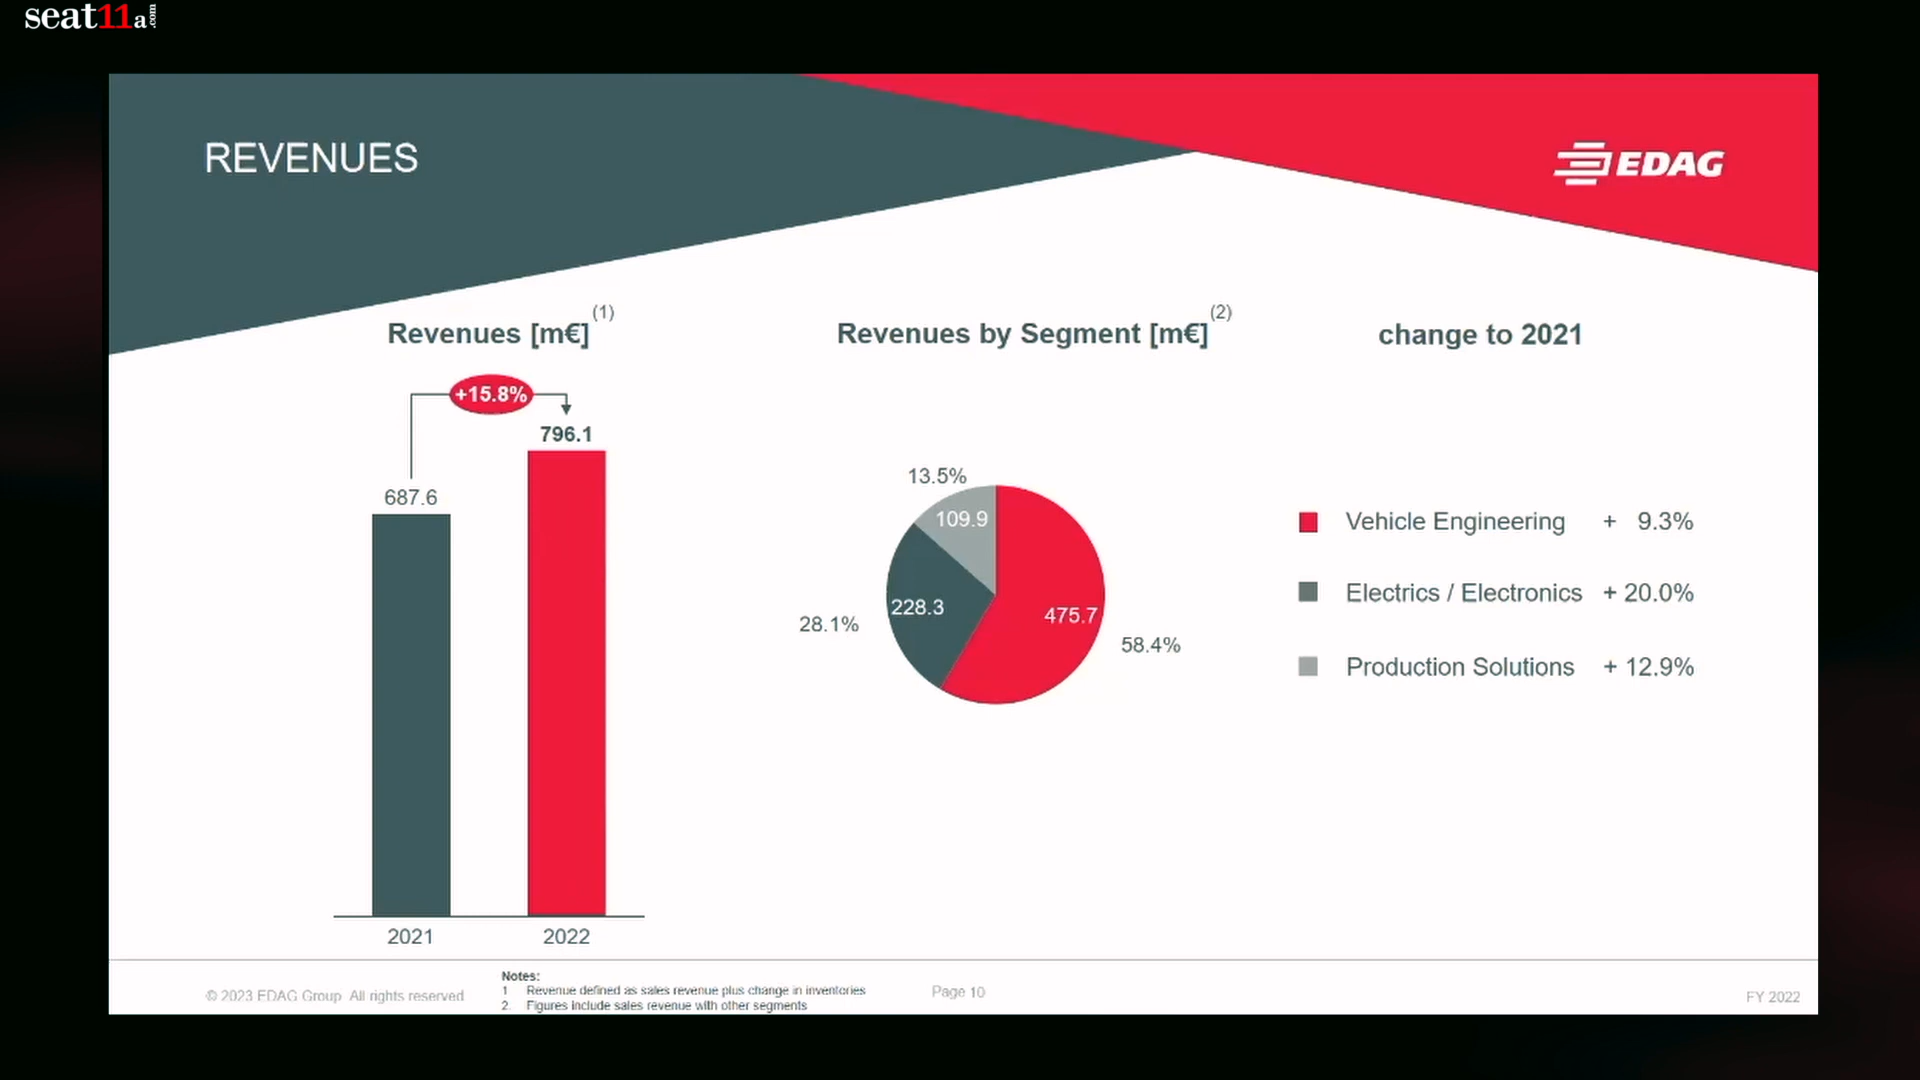 seat11a.com
REVENUES
EDAG
Revenues [m€] (1)
Revenues by Segment [m€] (2)
change to 2021
+15.8%
796.1
687.6
2021
2022
13.5%
109.9
228.3
28.1%
475.7
58.4%
Vehicle Engineering + 9.3%
Electrics / Electronics + 20.0%
Production Solutions + 12.9%
© 2023 EDAG Group All rights reserved
Notes:
1 Revenue defined as sales revenue plus change in inventories
2. Figures include sales revenue with other segments
Page 10
FY 2022